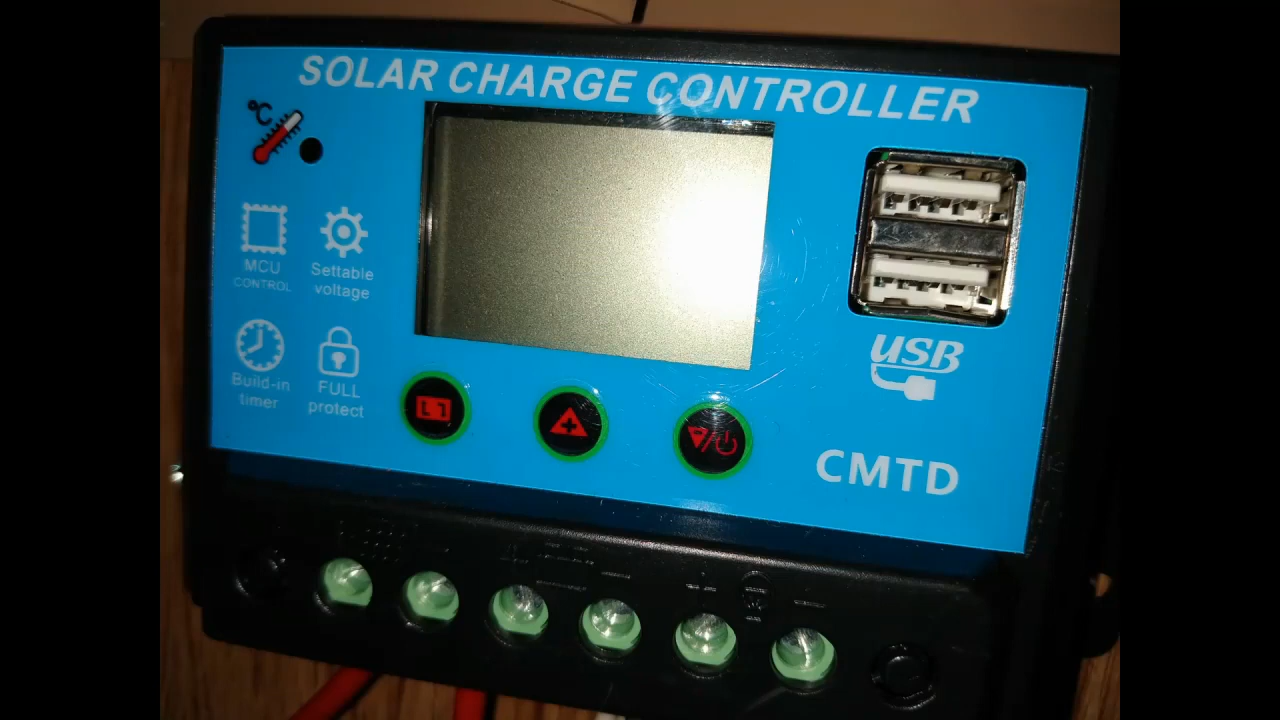 SOLAR CHARGE CONTROLLER
°C
MCU
CONTROL
Settable
voltage
Build-in
timer
FULL
protect
USB
CMTD